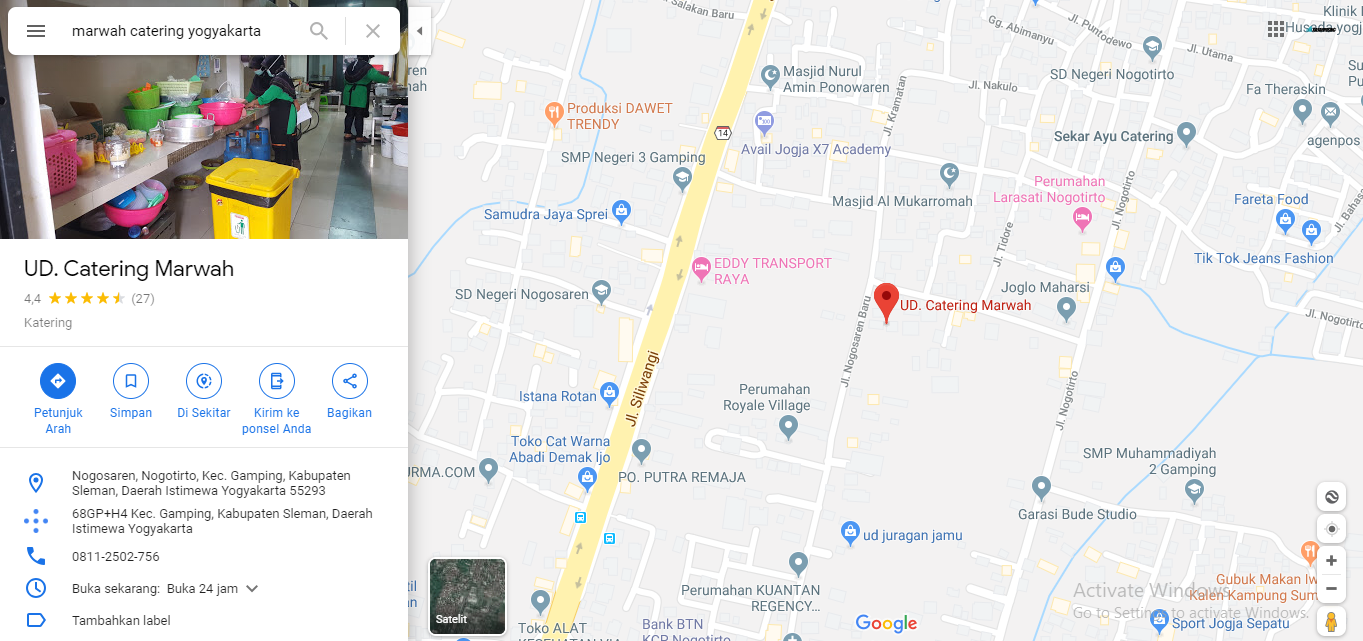 marwah catering yogyakarta
UD. Catering Marwah
4,4
(27)
Katering
Petunjuk
Arah
Simpan
Di Sekitar
Kirim ke
ponsel Anda
Bagikan
Nogosaren, Nogotirto, Kec. Gamping, Kabupaten
Sleman, Daerah Istimewa Yogyakarta 55293
68GP+H4 Kec. Gamping, Kabupaten Sleman, Daerah
Istimewa Yogyakarta
0811-2502-756
Buka sekarang: Buka 24 jam
Tambahkan label
Salakan Baru
Gg. Abimanyu
Jl. Puntodewo
Klinik
Jl. Utama
Masjid Nurul
Amin Ponowaren
SD Negeri Nogotirto
Jl. Nakulo
Fa Theraskin
Produksi DAWET
TRENDY
14
Jl. Kramatan
Sekar Ayu Catering
agenpos
SMP Negeri 3 Gamping
x100
Avail Jogja X7 Academy
Perumahan
Larasati Nogotirto
Masjid Al Mukarromah
Jl. Nogotirto
Fareta Food
Samudra Jaya Sprei
Jl. Tidore
Tik Tok Jeans Fashion
EDDY TRANSPORT
RAYA
SD Negeri Nogosaren
Joglo Maharsi
UD. Catering Marwah
Jl. Nogotirto
Jl. Nogosaren Baru
Jl. Siliwangi
Perumahan
Royale Village
Istana Rotan
Jl. Nogotirto
Toko Cat Warna
Abadi Demak Ijo
URMA.COM
PO. PUTRA REMAJA
SMP Muhammadiyah
2 Gamping
Garasi Bude Studio
ud juragan jamu
Perumahan KUANTAN
REGENCY...
Gubuk Makan Iw
Kalen-Kampung Sum
Activate Windows
Go to Settings to activate Windows.
Satelit
Toko ALAT
Bank BTN
KCP Nogotirto
Google
Sport Jogja Sepatu